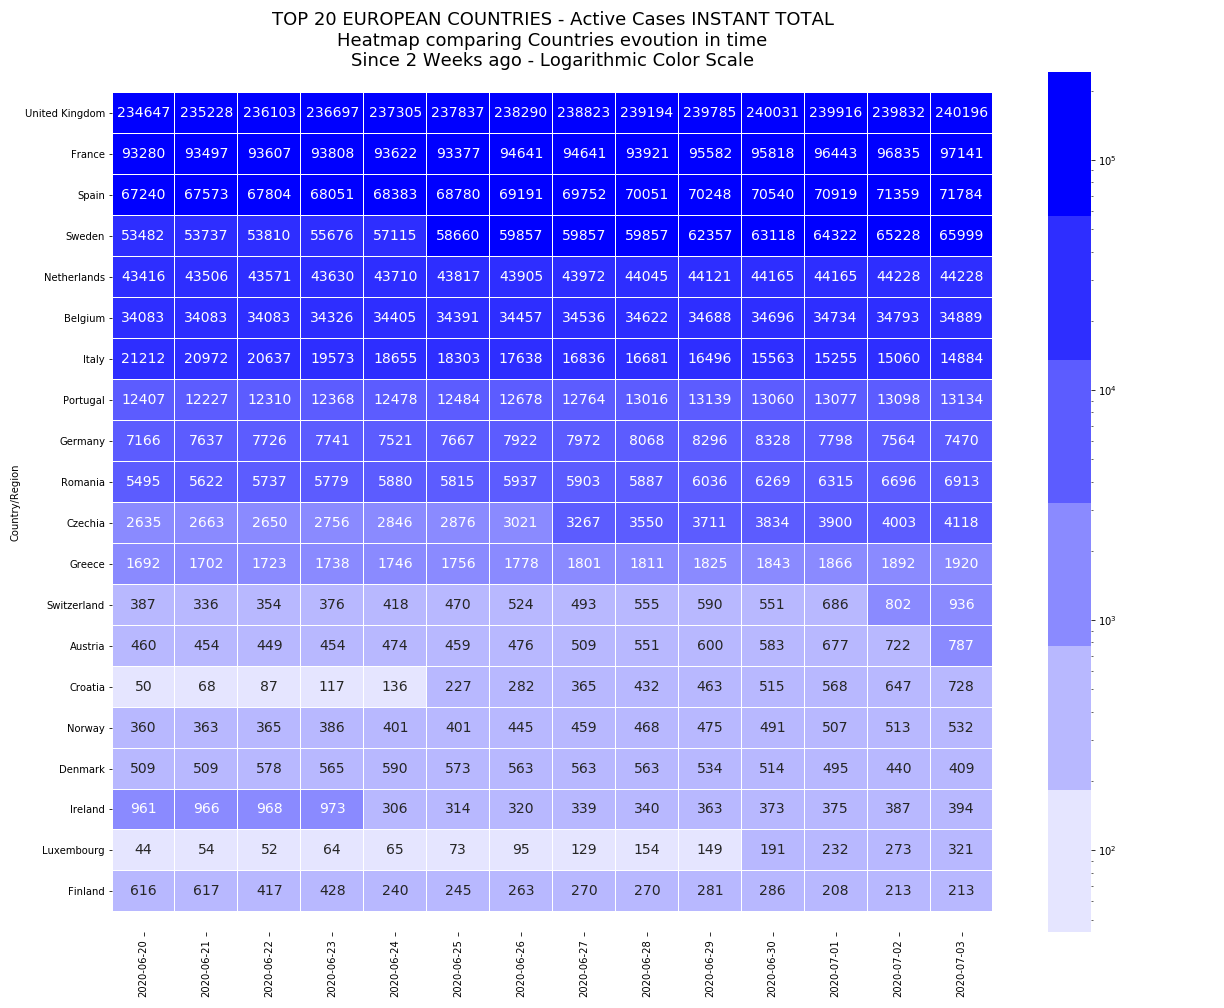 TOP 20 EUROPEAN COUNTRIES - Active Cases INSTANT TOTAL
Heatmap comparing Countries evoution in time
Since 2 Weeks ago - Logarithmic Color Scale
Country/Region
United Kingdom 234647 235228 236103 236697 237305 237837 238290 238823 239194 239785 240031 239916 239832 240196
France 93280 93497 93607 93808 93622 93377 94641 94641 93921 95582 95818 96443 96835 97141
Spain 67240 67573 67804 68051 68383 68780 69191 69752 70051 70248 70540 70919 71359 71784
Sweden 53482 53737 53810 55676 57115 58660 59857 59857 59857 62357 63118 64322 65228 65999
Netherlands 43416 43506 43571 43630 43710 43817 43905 43972 44045 44121 44165 44165 44228 44228
Belgium 34083 34083 34083 34326 34405 34391 34457 34536 34622 34688 34696 34734 34793 34889
Italy 21212 20972 20637 19573 18655 18303 17638 16836 16681 16496 15563 15255 15060 14884
Portugal 12407 12227 12310 12368 12478 12484 12678 12764 13016 13139 13060 13077 13098 13134
Germany 7166 7637 7726 7741 7521 7667 7922 7972 8068 8296 8328 7798 7564 7470
Romania 5495 5622 5737 5779 5880 5815 5937 5903 5887 6036 6269 6315 6696 6913
Czechia 2635 2663 2650 2756 2846 2876 3021 3267 3550 3711 3834 3900 4003 4118
Greece 1692 1702 1723 1738 1746 1756 1778 1801 1811 1825 1843 1866 1892 1920
Switzerland 387 336 354 376 418 470 524 493 555 590 551 686 802 936
Austria 460 454 449 454 474 459 476 509 551 600 583 677 722 787
Croatia 50 68 87 117 136 227 282 365 432 463 515 568 647 728
Norway 360 363 365 386 401 401 445 459 468 475 491 507 513 532
Denmark 509 509 578 565 590 573 563 563 563 534 514 495 440 409
Ireland 961 966 968 973 306 314 320 339 340 363 373 375 387 394
Luxembourg 44 54 52 64 65 73 95 129 154 149 191 232 273 321
Finland 616 617 417 428 240 245 263 270 270 281 286 208 213 213
2020-06-20 2020-06-21 2020-06-22 2020-06-23 2020-06-24 2020-06-25 2020-06-26 2020-06-27 2020-06-28 2020-06-29 2020-06-30 2020-07-01 2020-07-02 2020-07-03
10⁵
10⁴
10³
10²